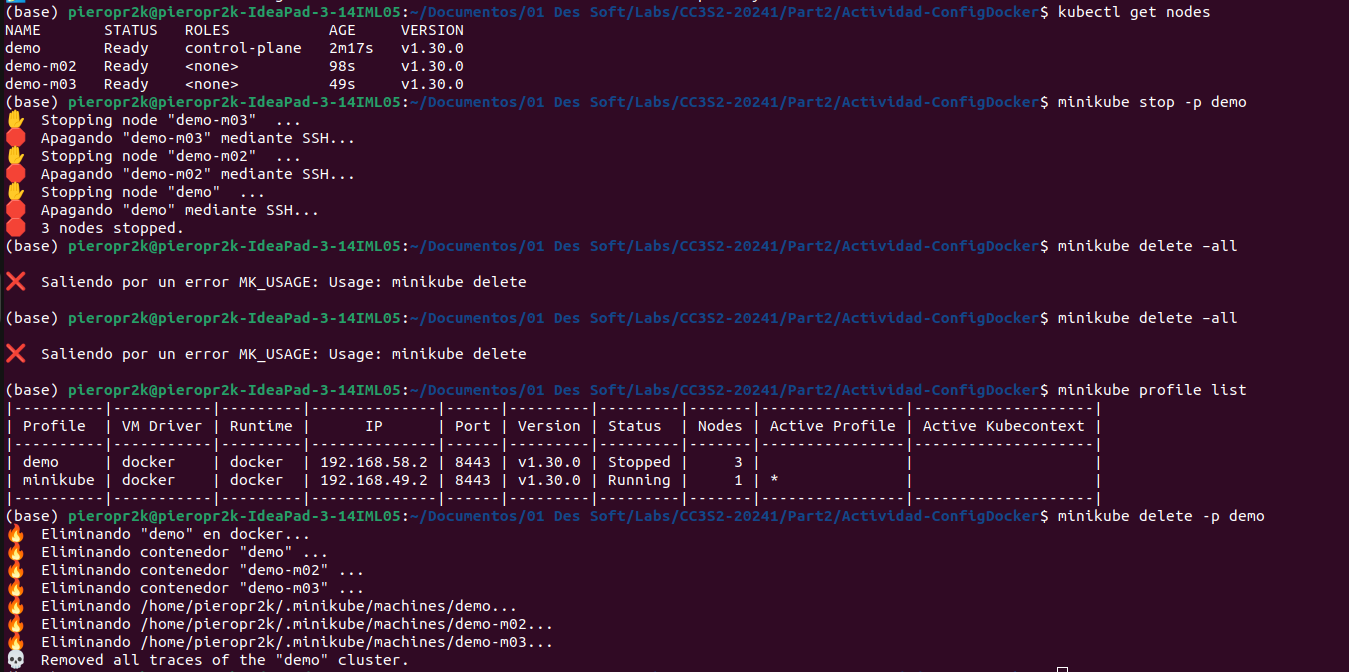 (base) pieropr2k@pieropr2k-IdeaPad-3-14IML05:~/Documentos/01 Des Soft/Labs/CC3S2-20241/Part2/Actividad-ConfigDocker$ kubectl get nodes
NAME       STATUS   ROLES           AGE     VERSION
demo       Ready    control-plane   2m17s   v1.30.0
demo-m02   Ready    <none>          98s     v1.30.0
demo-m03   Ready    <none>          49s     v1.30.0
(base) pieropr2k@pieropr2k-IdeaPad-3-14IML05:~/Documentos/01 Des Soft/Labs/CC3S2-20241/Part2/Actividad-ConfigDocker$ minikube stop -p demo
✋  Stopping node "demo-m03"  ...
🛑  Apagando "demo-m03" mediante SSH...
✋  Stopping node "demo-m02"  ...
🛑  Apagando "demo-m02" mediante SSH...
✋  Stopping node "demo"  ...
🛑  Apagando "demo" mediante SSH...
🛑  3 nodes stopped.
(base) pieropr2k@pieropr2k-IdeaPad-3-14IML05:~/Documentos/01 Des Soft/Labs/CC3S2-20241/Part2/Actividad-ConfigDocker$ minikube delete –all
❌  Saliendo por un error MK_USAGE: Usage: minikube delete
(base) pieropr2k@pieropr2k-IdeaPad-3-14IML05:~/Documentos/01 Des Soft/Labs/CC3S2-20241/Part2/Actividad-ConfigDocker$ minikube delete –all
❌  Saliendo por un error MK_USAGE: Usage: minikube delete
(base) pieropr2k@pieropr2k-IdeaPad-3-14IML05:~/Documentos/01 Des Soft/Labs/CC3S2-20241/Part2/Actividad-ConfigDocker$ minikube profile list
|----------|-----------|---------|--------------|------|---------|---------|-------|----------------|--------------------|
| Profile  | VM Driver | Runtime |      IP      | Port | Version | Status  | Nodes | Active Profile | Active Kubecontext |
|----------|-----------|---------|--------------|------|---------|---------|-------|----------------|--------------------|
| demo     | docker    | docker  | 192.168.58.2 | 8443 | v1.30.0 | Stopped |     3 |                |                    |
| minikube | docker    | docker  | 192.168.49.2 | 8443 | v1.30.0 | Running |     1 | *              |                    |
|----------|-----------|---------|--------------|------|---------|---------|-------|----------------|--------------------|
(base) pieropr2k@pieropr2k-IdeaPad-3-14IML05:~/Documentos/01 Des Soft/Labs/CC3S2-20241/Part2/Actividad-ConfigDocker$ minikube delete -p demo
🔥  Eliminando "demo" en docker...
🔥  Eliminando contenedor "demo" ...
🔥  Eliminando contenedor "demo-m02" ...
🔥  Eliminando contenedor "demo-m03" ...
🔥  Eliminando /home/pieropr2k/.minikube/machines/demo...
🔥  Eliminando /home/pieropr2k/.minikube/machines/demo-m02...
🔥  Eliminando /home/pieropr2k/.minikube/machines/demo-m03...
💀  Removed all traces of the "demo" cluster.